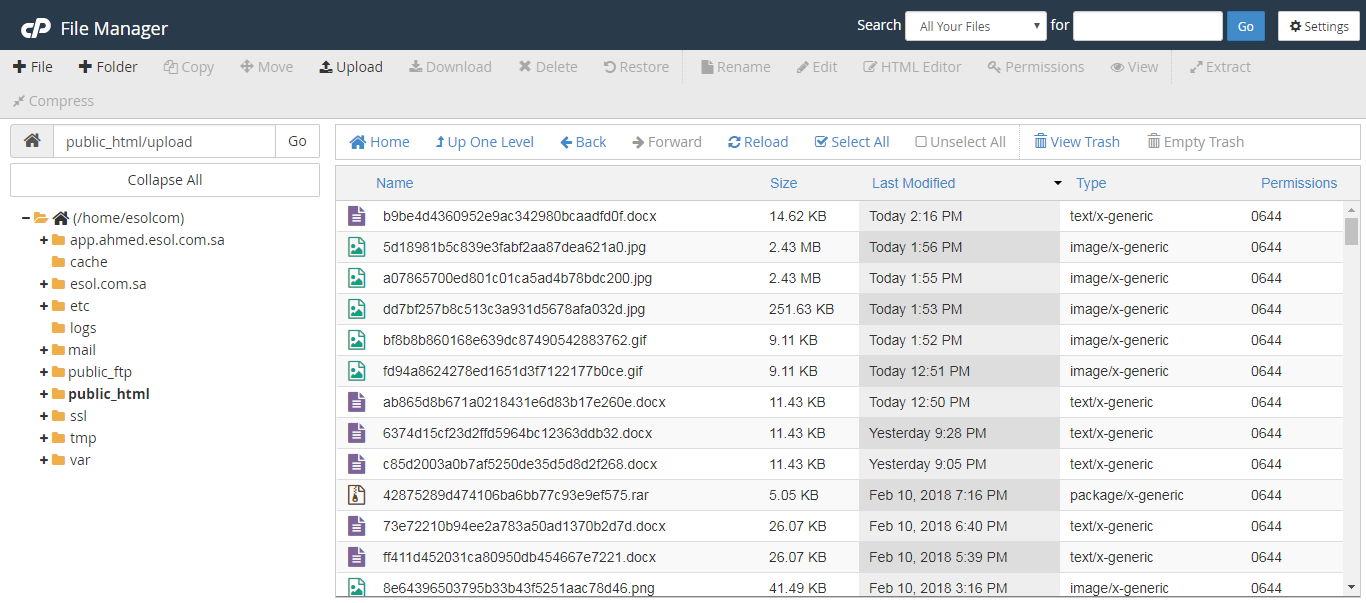 cP File Manager Search All Your Files for Go Settings
File Folder Copy Move Upload Download Delete Restore Rename Edit HTML Editor Permissions View Extract
Compress
public_html/upload Go
Collapse All
(/home/esolcom)
app.ahmed.esol.com.sa
cache
esol.com.sa
etc
logs
mail
public_ftp
public_html
ssl
tmp
var
Home Up One Level Back Forward Reload Select All Unselect All View Trash Empty Trash
Name Size Last Modified Type Permissions
b9be4d4360952e9ac342980bcaadfd0f.docx 14.62 KB Today 2:16 PM text/x-generic 0644
5d18981b5c839e3fabf2aa87dea621a0.jpg 2.43 MB Today 1:56 PM image/x-generic 0644
a07865700ed801c01ca5ad4b78bdc200.jpg 2.43 MB Today 1:55 PM image/x-generic 0644
dd7bf257b8c513c3a931d5678afa032d.jpg 251.63 KB Today 1:53 PM image/x-generic 0644
bf8b8b860168e639dc87490542883762.gif 9.11 KB Today 1:52 PM image/x-generic 0644
fd94a8624278ed1651d3f7122177b0ce.gif 9.11 KB Today 12:51 PM image/x-generic 0644
ab865d8b671a0218431e6d83b17e260e.docx 11.43 KB Today 12:50 PM text/x-generic 0644
6374d15cf23d2ffd5964bc12363ddb32.docx 11.43 KB Yesterday 9:28 PM text/x-generic 0644
c85d2003a0b7af5250de35d5d8d2f268.docx 11.43 KB Yesterday 9:05 PM text/x-generic 0644
42875289d474106ba6bb77c93e9ef575.rar 5.05 KB Feb 10, 2018 7:16 PM package/x-generic 0644
73e72210b94ee2a783a50ad1370b2d7d.docx 26.07 KB Feb 10, 2018 6:40 PM text/x-generic 0644
ff411d452031ca80950db454667e7221.docx 26.07 KB Feb 10, 2018 5:39 PM text/x-generic 0644
8e64396503795b33b43f5251aac78d46.png 41.49 KB Feb 10, 2018 3:16 PM image/x-generic 0644